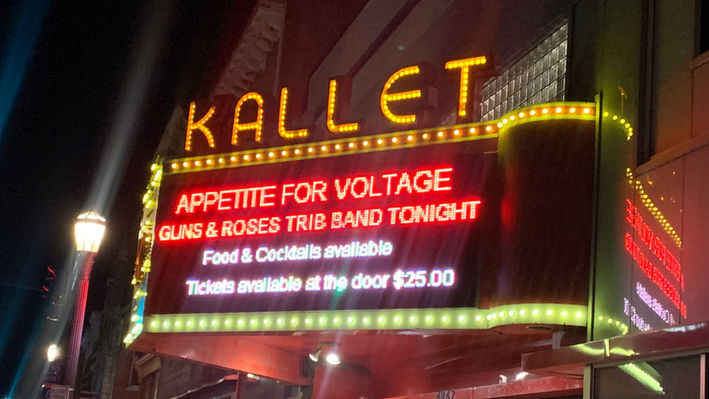 KALLET
APPETITE FOR VOLTAGE
GUNS & ROSES TRIB BAND TONIGHT
Food & Cocktails available
Tickets available at the door $25.00